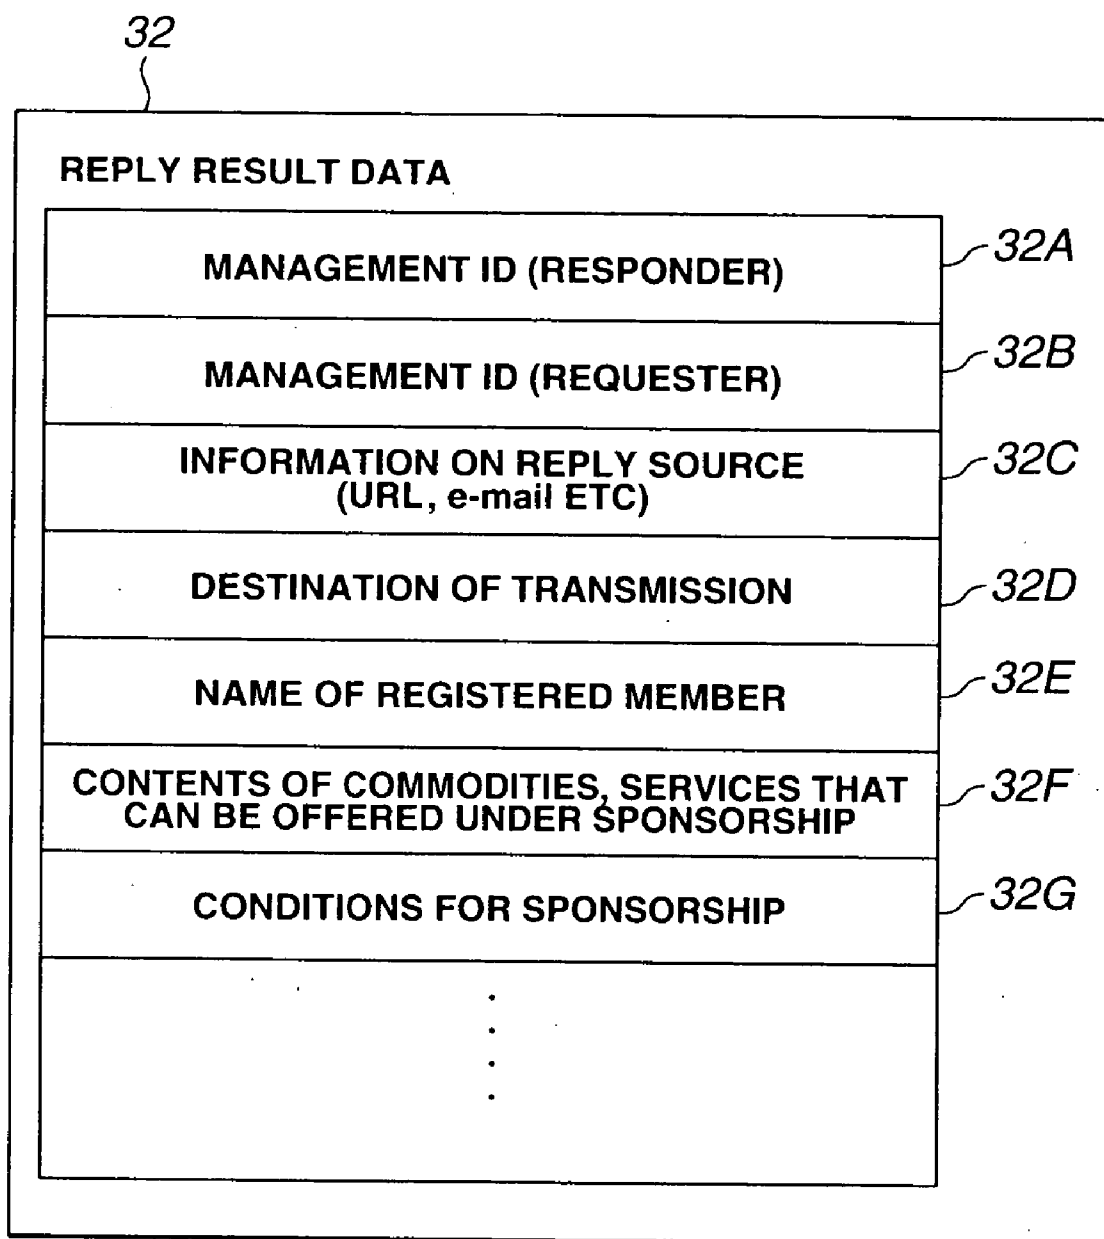 32
REPLY RESULT DATA
MANAGEMENT ID (RESPONDER)
32A
MANAGEMENT ID (REQUESTER)
32B
INFORMATION ON REPLY SOURCE
(URL, e-mail ETC)
32C
DESTINATION OF TRANSMISSION
32D
NAME OF REGISTERED MEMBER
32E
CONTENTS OF COMMODITIES, SERVICES THAT
CAN BE OFFERED UNDER SPONSORSHIP
32F
CONDITIONS FOR SPONSORSHIP
32G